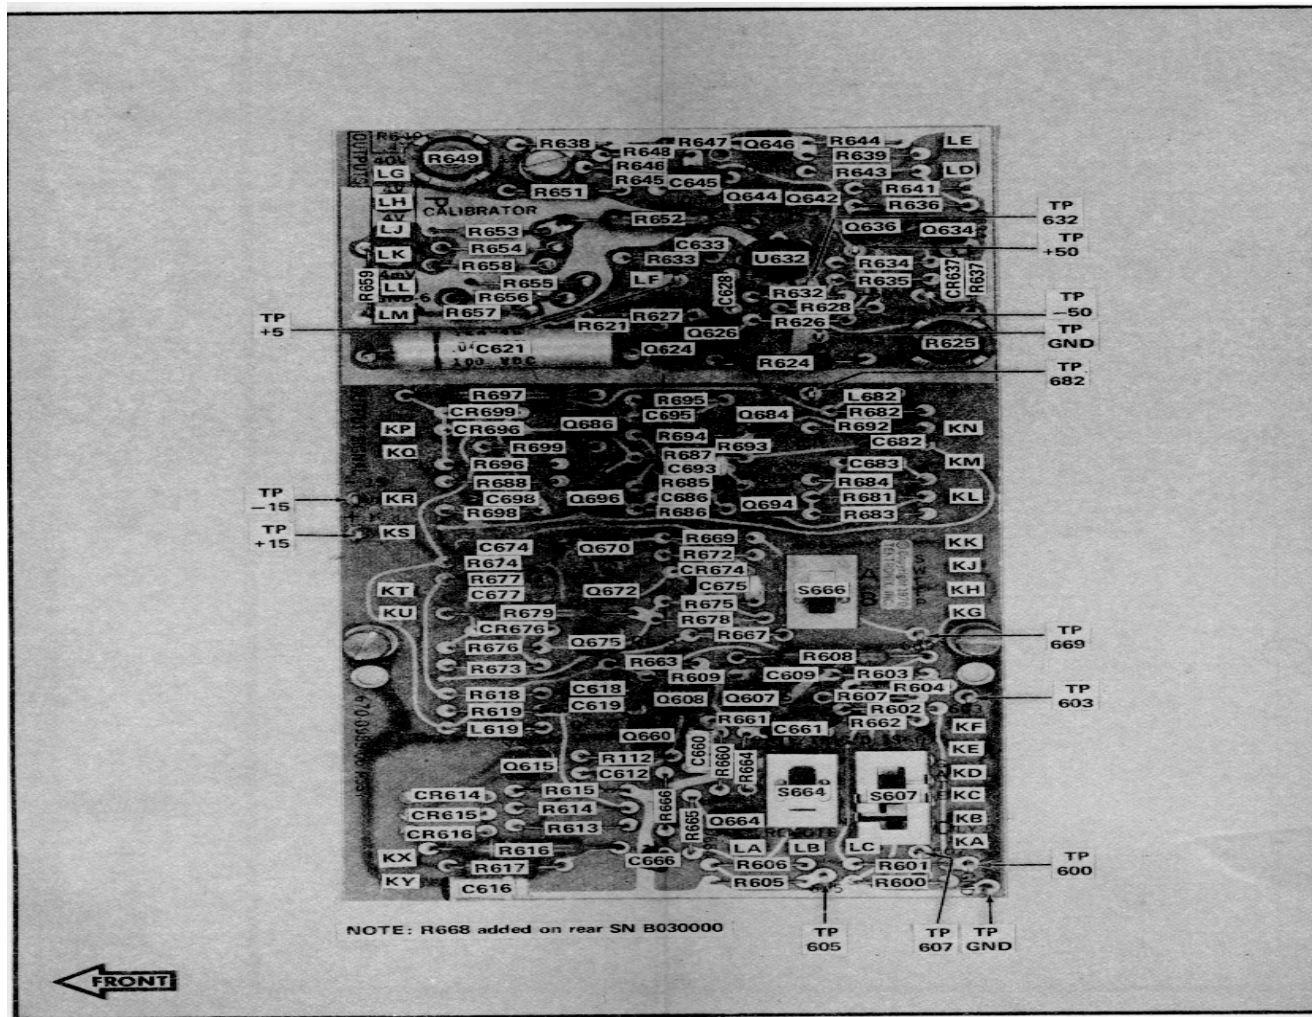 R649
OUTPUT
40V
LG
LH
CALIBRATOR
4V
LJ
LK
R659
4mV
LL
LM
R638
R648
R647
Q646
R644
LE
R646
R639
R645
C645
R643
LD
R651
Q644
Q642
R641
R636
TP
632
R652
Q636
Q634
R653
TP
+50
R654
C633
R633
U632
R658
R634
R635
CR637
R637
R655
LF
C628
R656
R632
R628
TP
-50
R657
R627
R626
TP
+5
R621
Q626
TP
GND
C621
100 VDC
Q624
R624
R625
TP
682
R697
R695
L682
CR699
C695
Q684
R682
KP
CR696
Q686
R692
KN
R694
R693
C682
KQ
R699
R687
KM
R696
C693
C683
R688
R685
R684
TP
-15
KR
C698
Q696
C686
R681
KL
R698
R686
Q694
R683
TP
+15
KS
R669
KK
C674
Q670
R672
R674
CR674
KJ
R677
C675
S666
KT
C677
Q672
KH
R675
KU
R679
R678
KG
CR676
R667
TP
669
R676
Q675
R673
R663
R608
R609
C609
R603
R618
C618
R604
R619
C619
Q608
Q607
R607
TP
603
R602
L619
R661
R662
KF
Q660
C661
KE
R112
C660
R660
R664
Q615
C612
KD
R615
S664
S607
CR614
R666
KC
R614
CR615
R665
Q664
KB
R613
CR616
REMOTE
KA
R616
LA
LB
LC
KX
C666
R606
R601
TP
600
R617
KY
C616
R605
R600
GND
NOTE: R668 added on rear SN B030000
TP
605
TP
607
TP
GND
FRONT